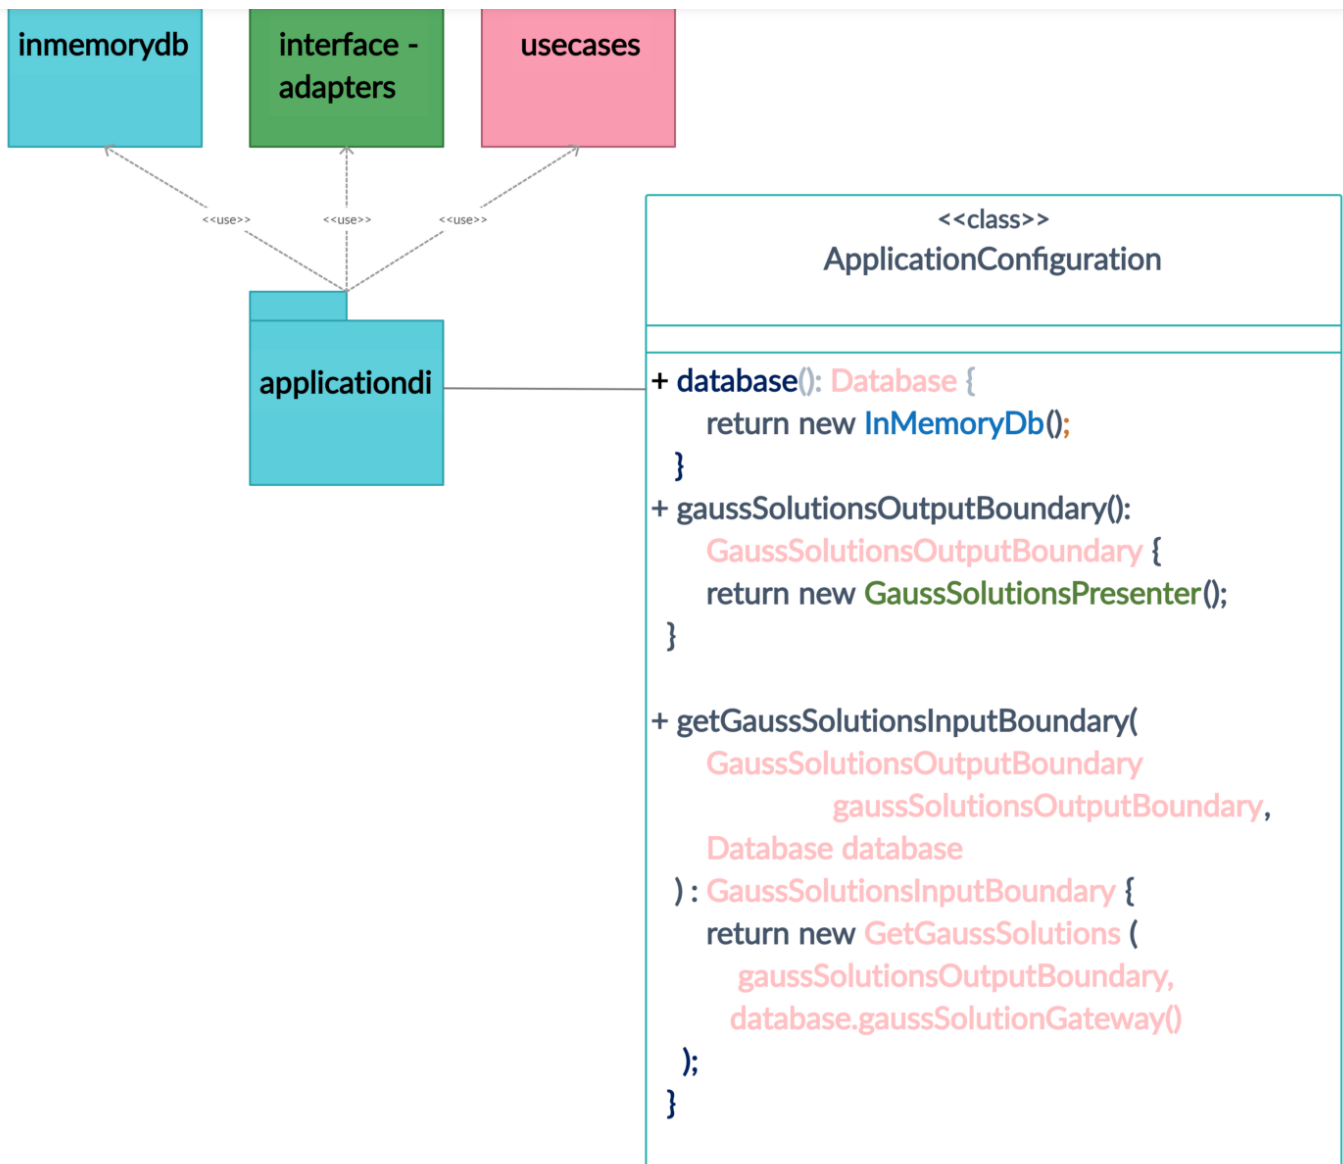 inmemorydb
interface -
adapters
usecases
<<use>>
<<use>>
<<use>>
applicationdi
<<class>>
ApplicationConfiguration
+ database(): Database {
return new InMemoryDb();
}
+ gaussSolutionsOutputBoundary():
GaussSolutionsOutputBoundary {
return new GaussSolutionsPresenter();
}
+ getGaussSolutionsInputBoundary(
GaussSolutionsOutputBoundary
gaussSolutionsOutputBoundary,
Database database
) : GaussSolutionsInputBoundary {
return new GetGaussSolutions (
gaussSolutionsOutputBoundary,
database.gaussSolutionGateway()
);
}